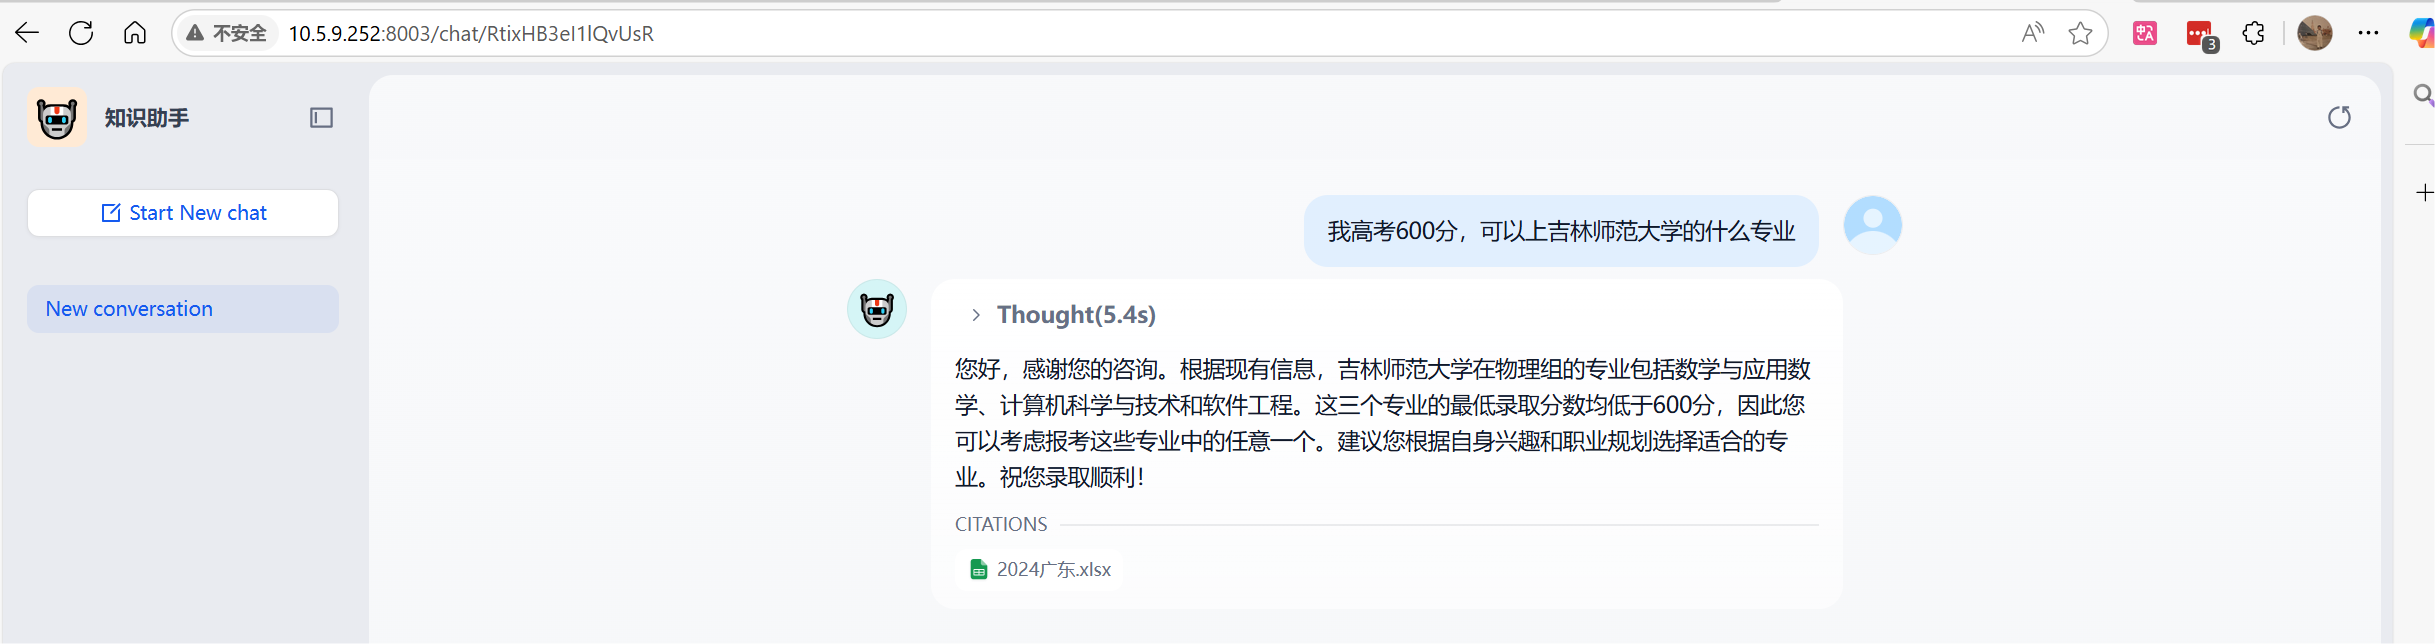 不安全 10.5.9.252:8003/chat/RtixHB3eI1lQvUsR
3
知识助手
Start New chat
New conversation
我高考600分，可以上吉林师范大学的什么专业
Thought(5.4s)
您好，感谢您的咨询。根据现有信息，吉林师范大学在物理组的专业包括数学与应用数
学、计算机科学与技术和软件工程。这三个专业的最低录取分数均低于600分，因此您
可以考虑报考这些专业中的任意一个。建议您根据自身兴趣和职业规划选择适合的专
业。祝您录取顺利！
CITATIONS
2024广东.xlsx